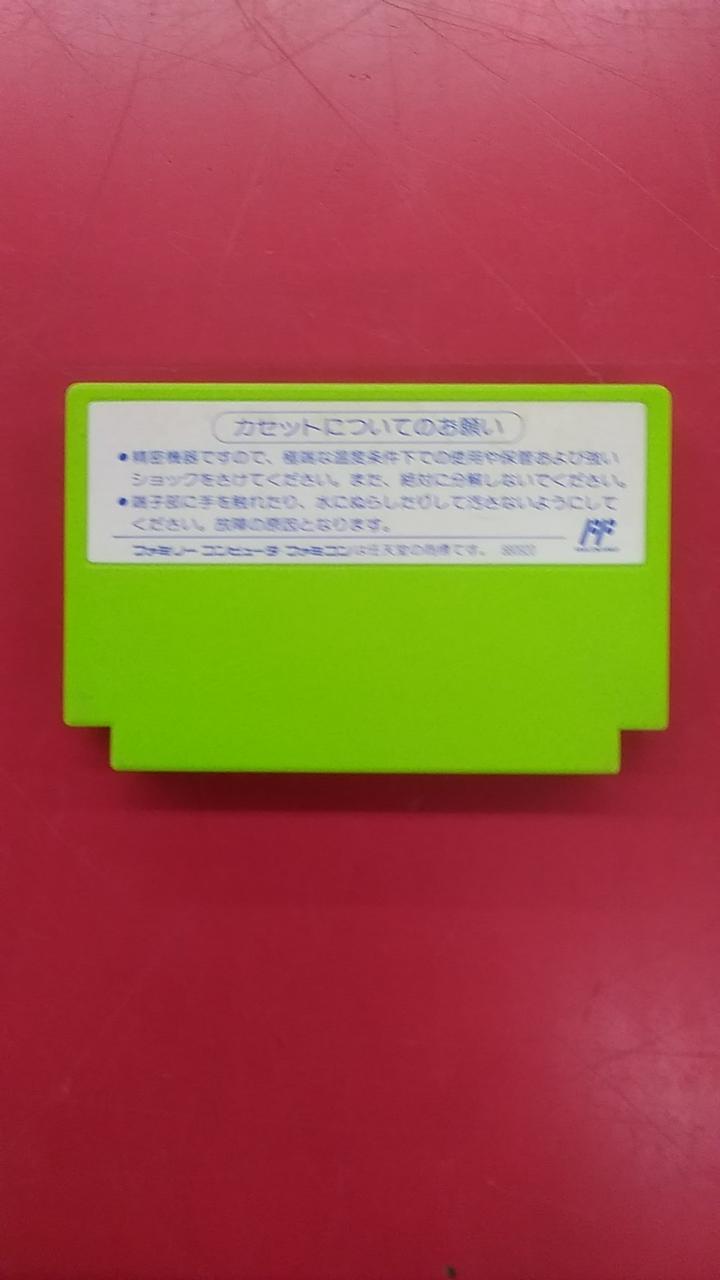 カセットについてのお願い
●精密機器ですので、極端な温度条件下での使用や保管および強い
ショックをさけてください。また、絶対に分解しないでください。
●端子部に手を触れたり、水にぬらしたりして汚さないようにして
ください。故障の原因となります。
FF
ファミリーコンピュータ ファミコンは任天堂の商標です。